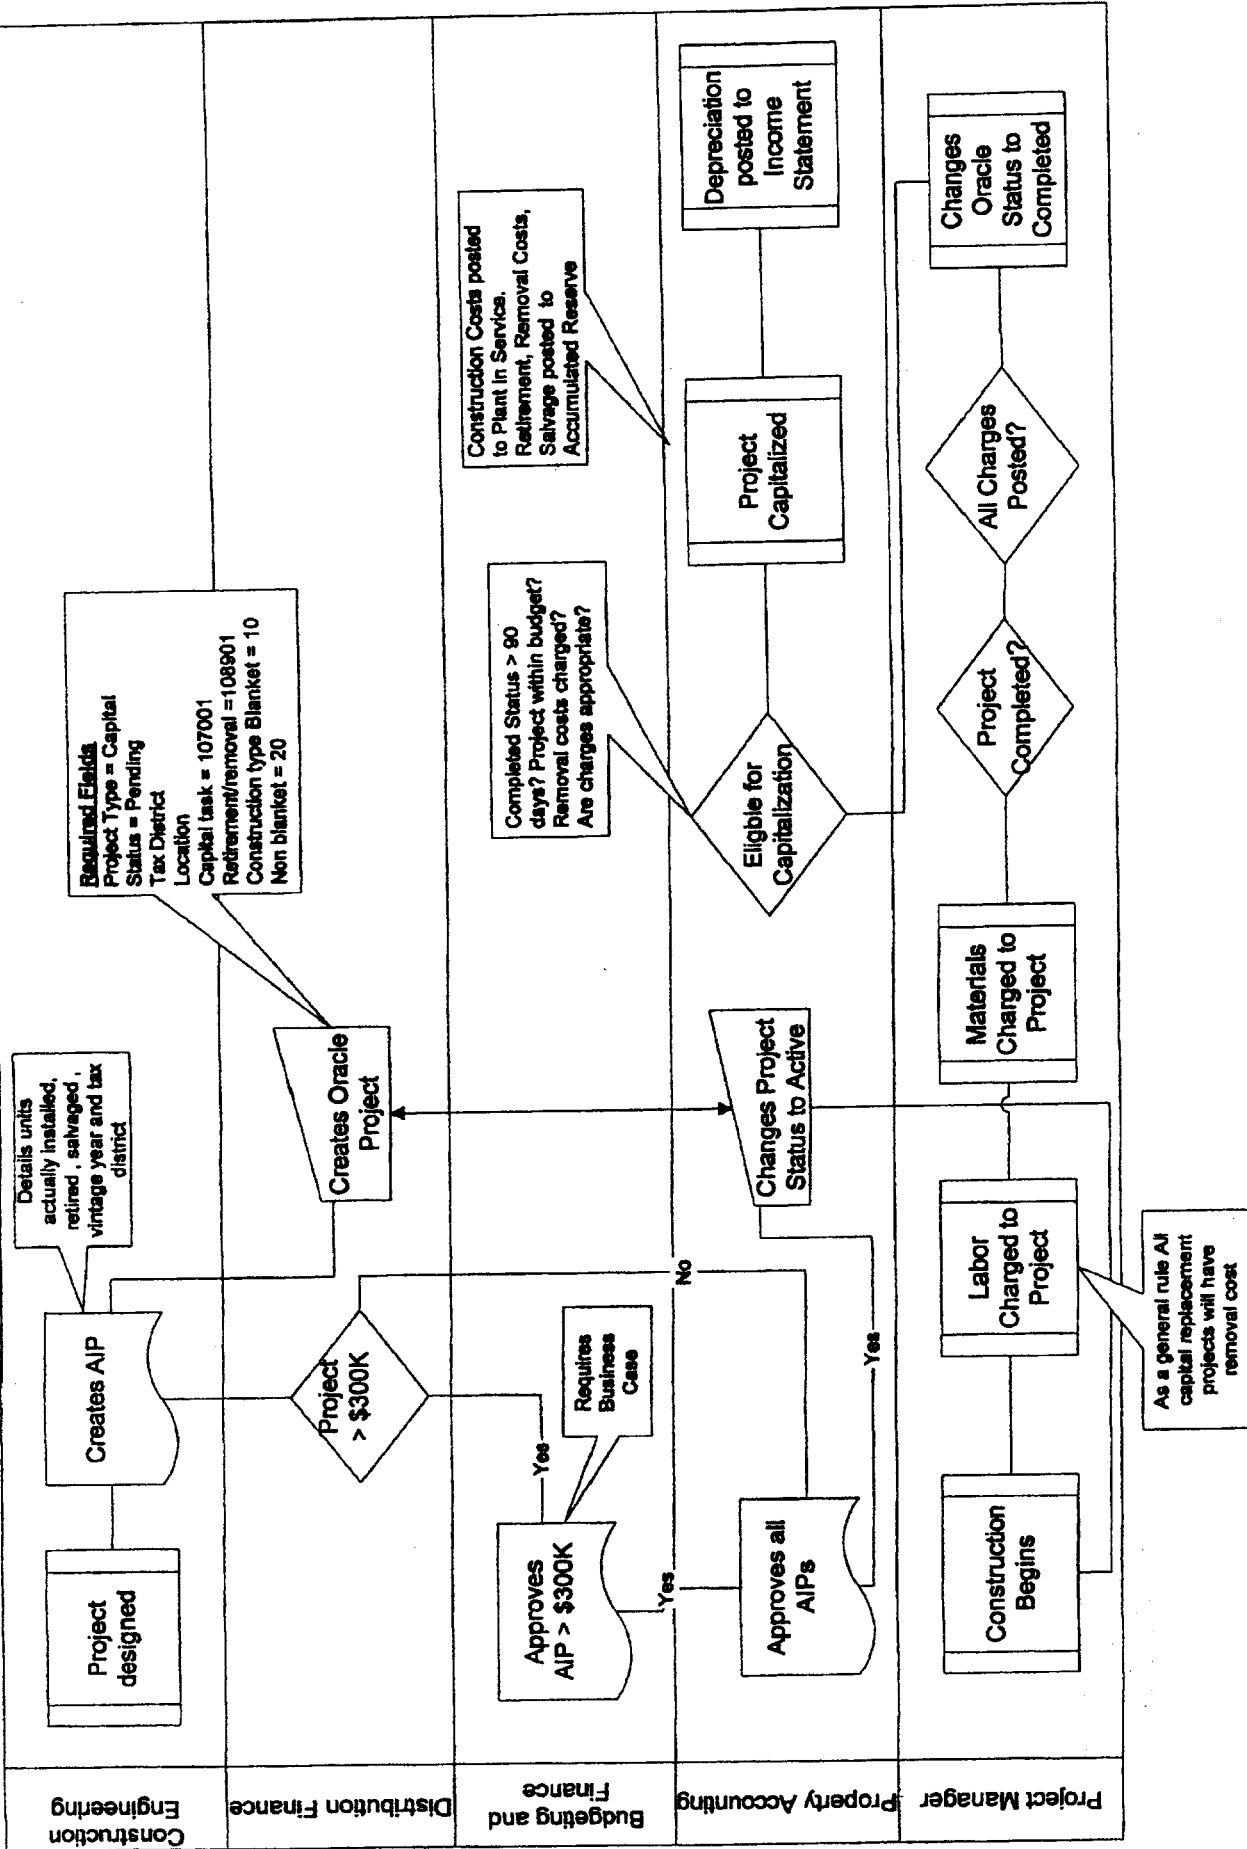 Construction
Engineering
Project
designed
Creates AIP
Details units
actually installed,
retired , salvaged ,
vintage year and tax
district
Distribution Finance
Project
> $300K
Creates Oracle
Project
Required Fields
Project Type = Capital
Status = Pending
Tax District
Location
Capital task = 107001
Retirement/removal =108901
Construction type Blanket = 10
Non blanket = 20
Budgeting and
Finance
Approves
AIP > $300K
Yes
Requires
Business
Case
Yes
No
Completed Status > 90
days? Project within budget?
Removal costs charged?
Are charges appropriate?
Construction Costs posted
to Plant in Service.
Retirement, Removal Costs,
Salvage posted to
Accumulated Reserve
Property Accounting
Approves all
AIPs
Yes
Changes Project
Status to Active
Eligble for
Capitalization
Project
Capitalized
Depreciation
posted to
Income
Statement
Project Manager
Construction
Begins
Labor
Charged to
Project
As a general rule All
capital replacement
projects will have
removal cost
Materials
Charged to
Project
Project
Completed?
All Charges
Posted?
Changes
Oracle
Status to
Completed